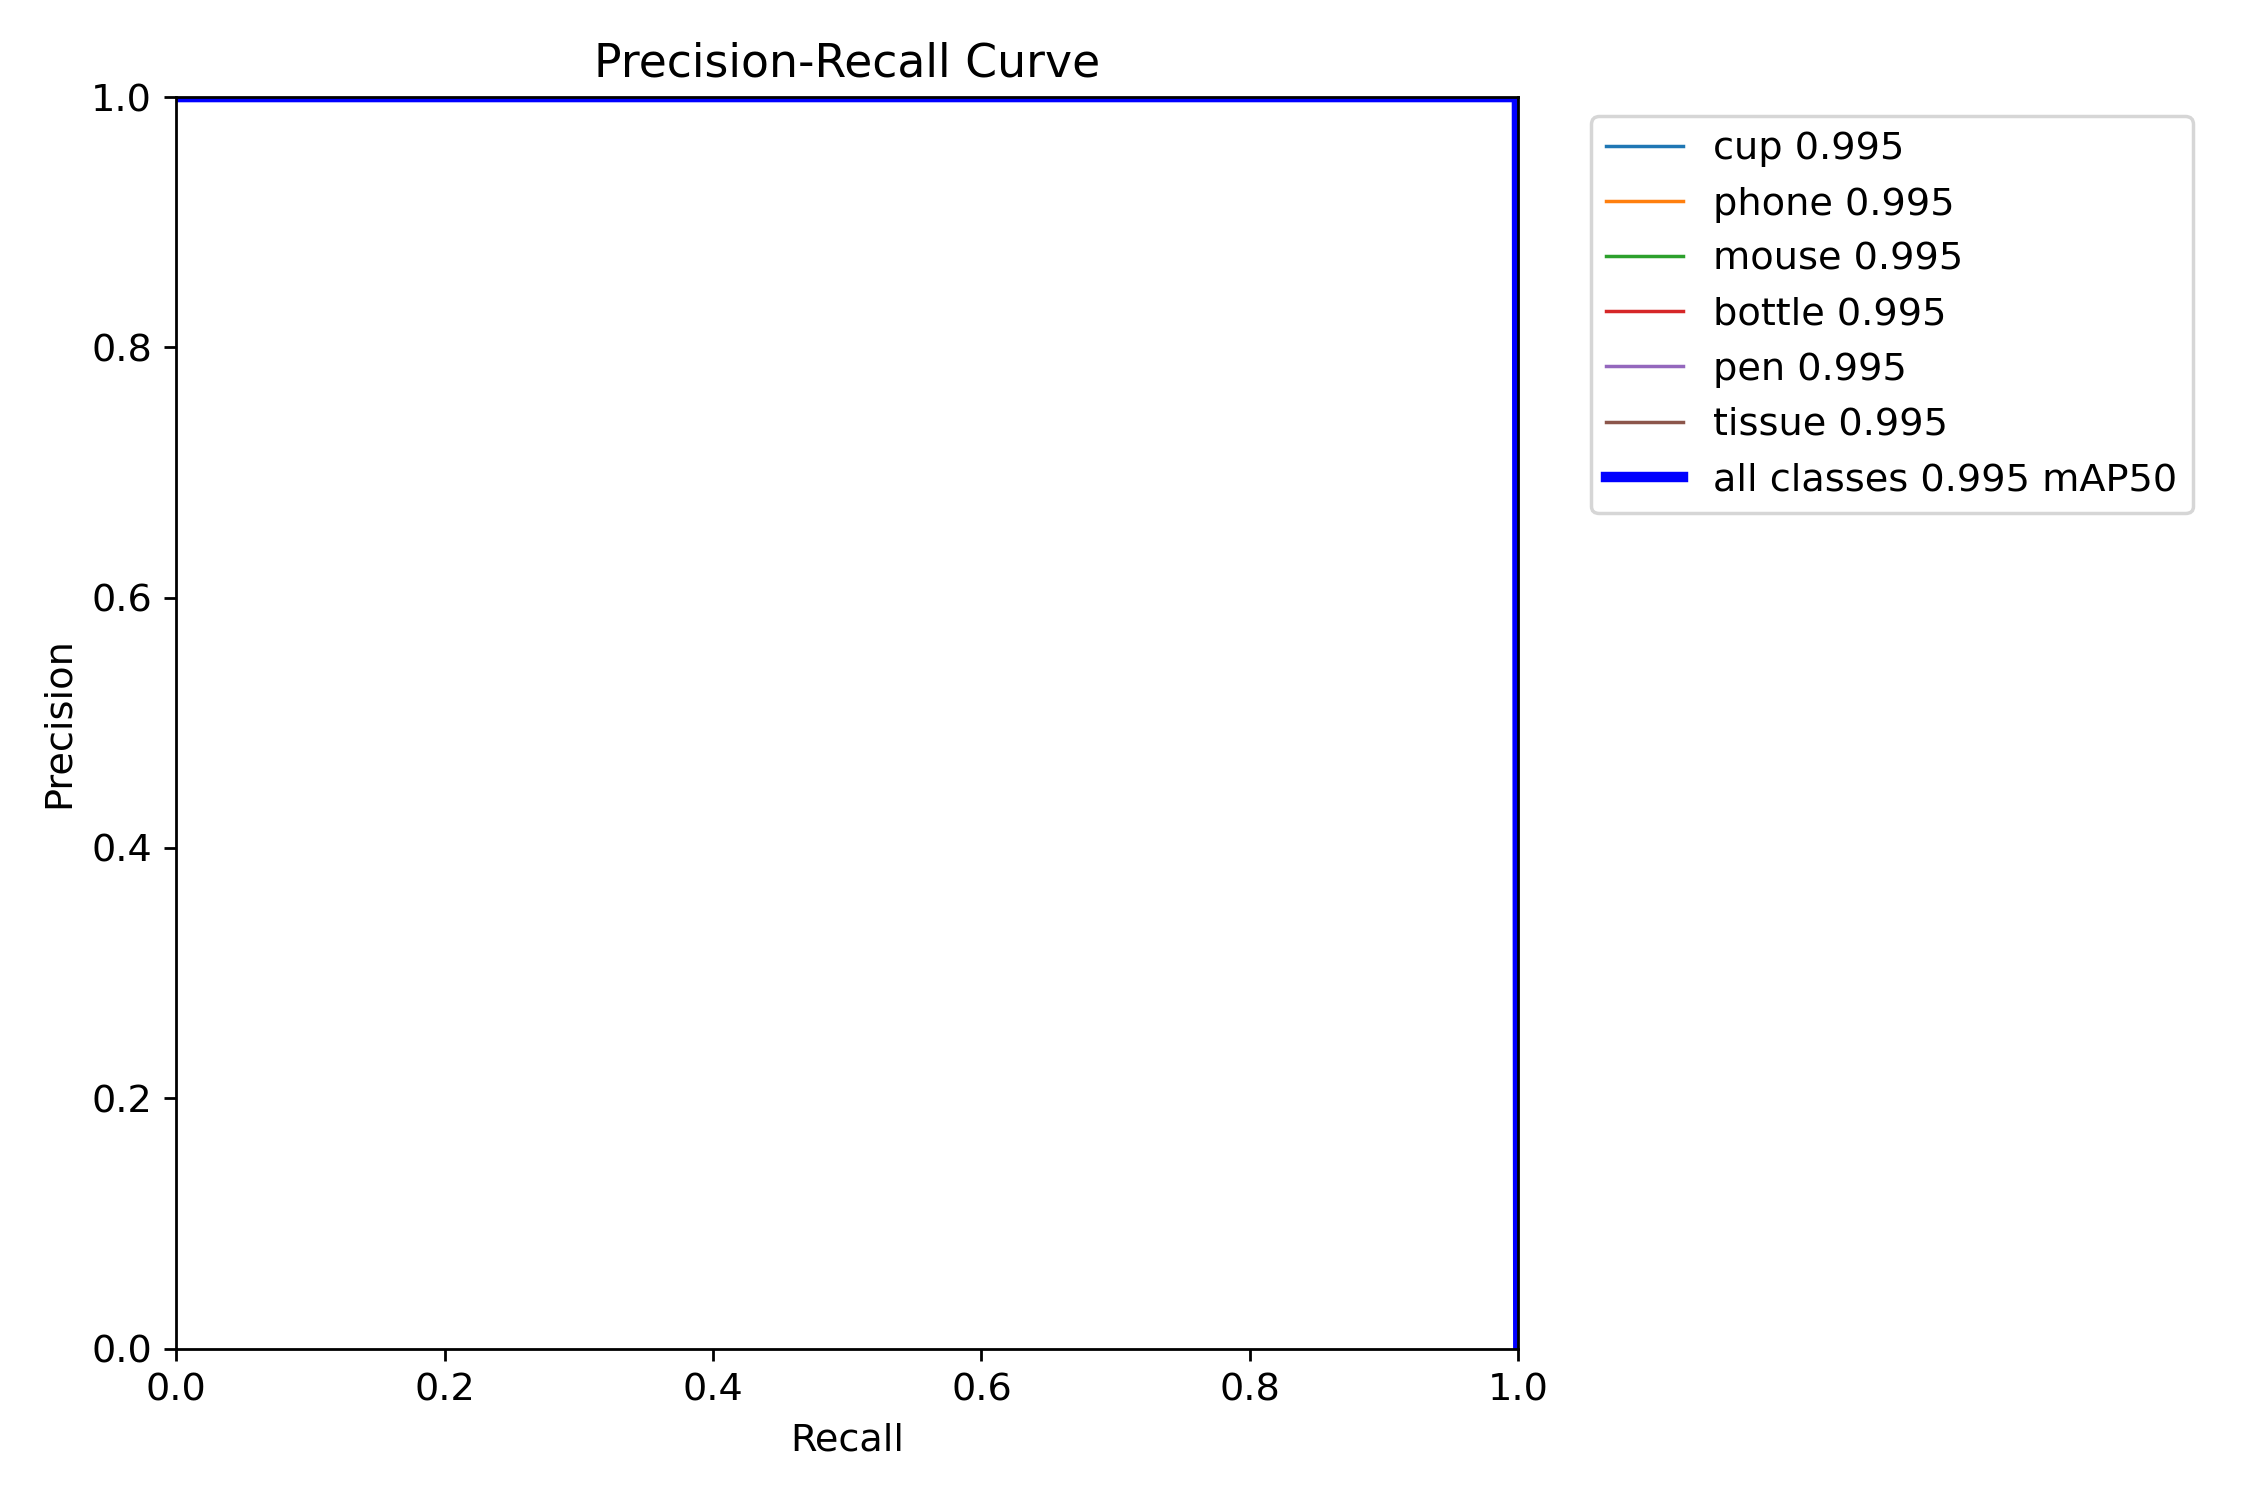 Precision-Recall Curve
1.0
0.8
0.6
0.4
0.2
0.0
Precision
0.0 0.2 0.4 0.6 0.8 1.0
Recall
cup 0.995
phone 0.995
mouse 0.995
bottle 0.995
pen 0.995
tissue 0.995
all classes 0.995 mAP50